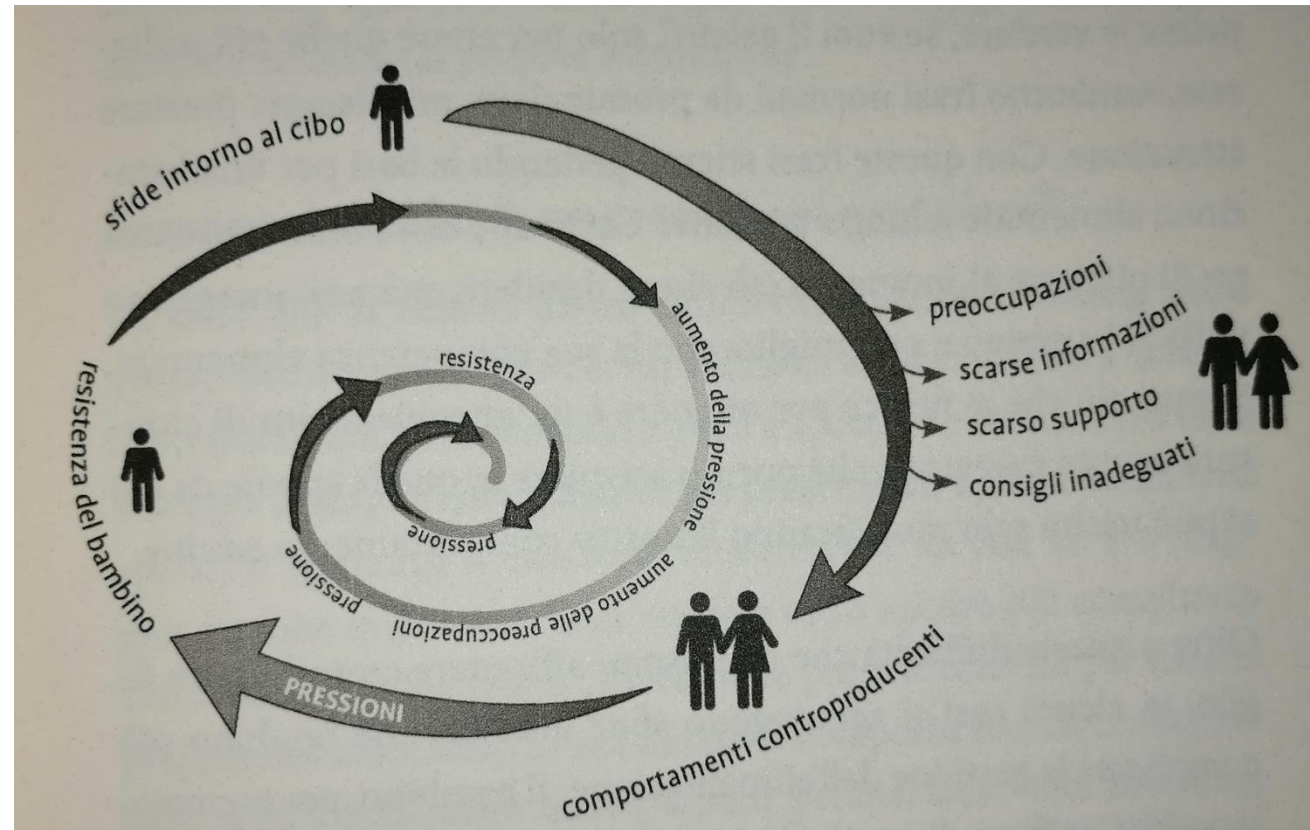 sfide intorno al cibo
preoccupazioni
scarse informazioni
scarso supporto
consigli inadeguati
comportamenti controproducenti
PRESSIONI
resistenza del bambino
aumento della pressione
aumento delle preoccupazioni
pressione
resistenza
pressione